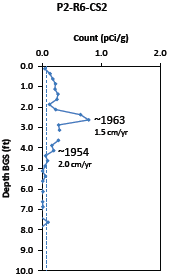 P2-R6-CS2
Count (pCi/g)
0.0 1.0 2.0
0.0
1.0
2.0
~1963
3.0
1.5 cm/yr
4.0
~1954
2.0 cm/yr
5.0
6.0
7.0
8.0
9.0
10.0
Depth BGS (ft)